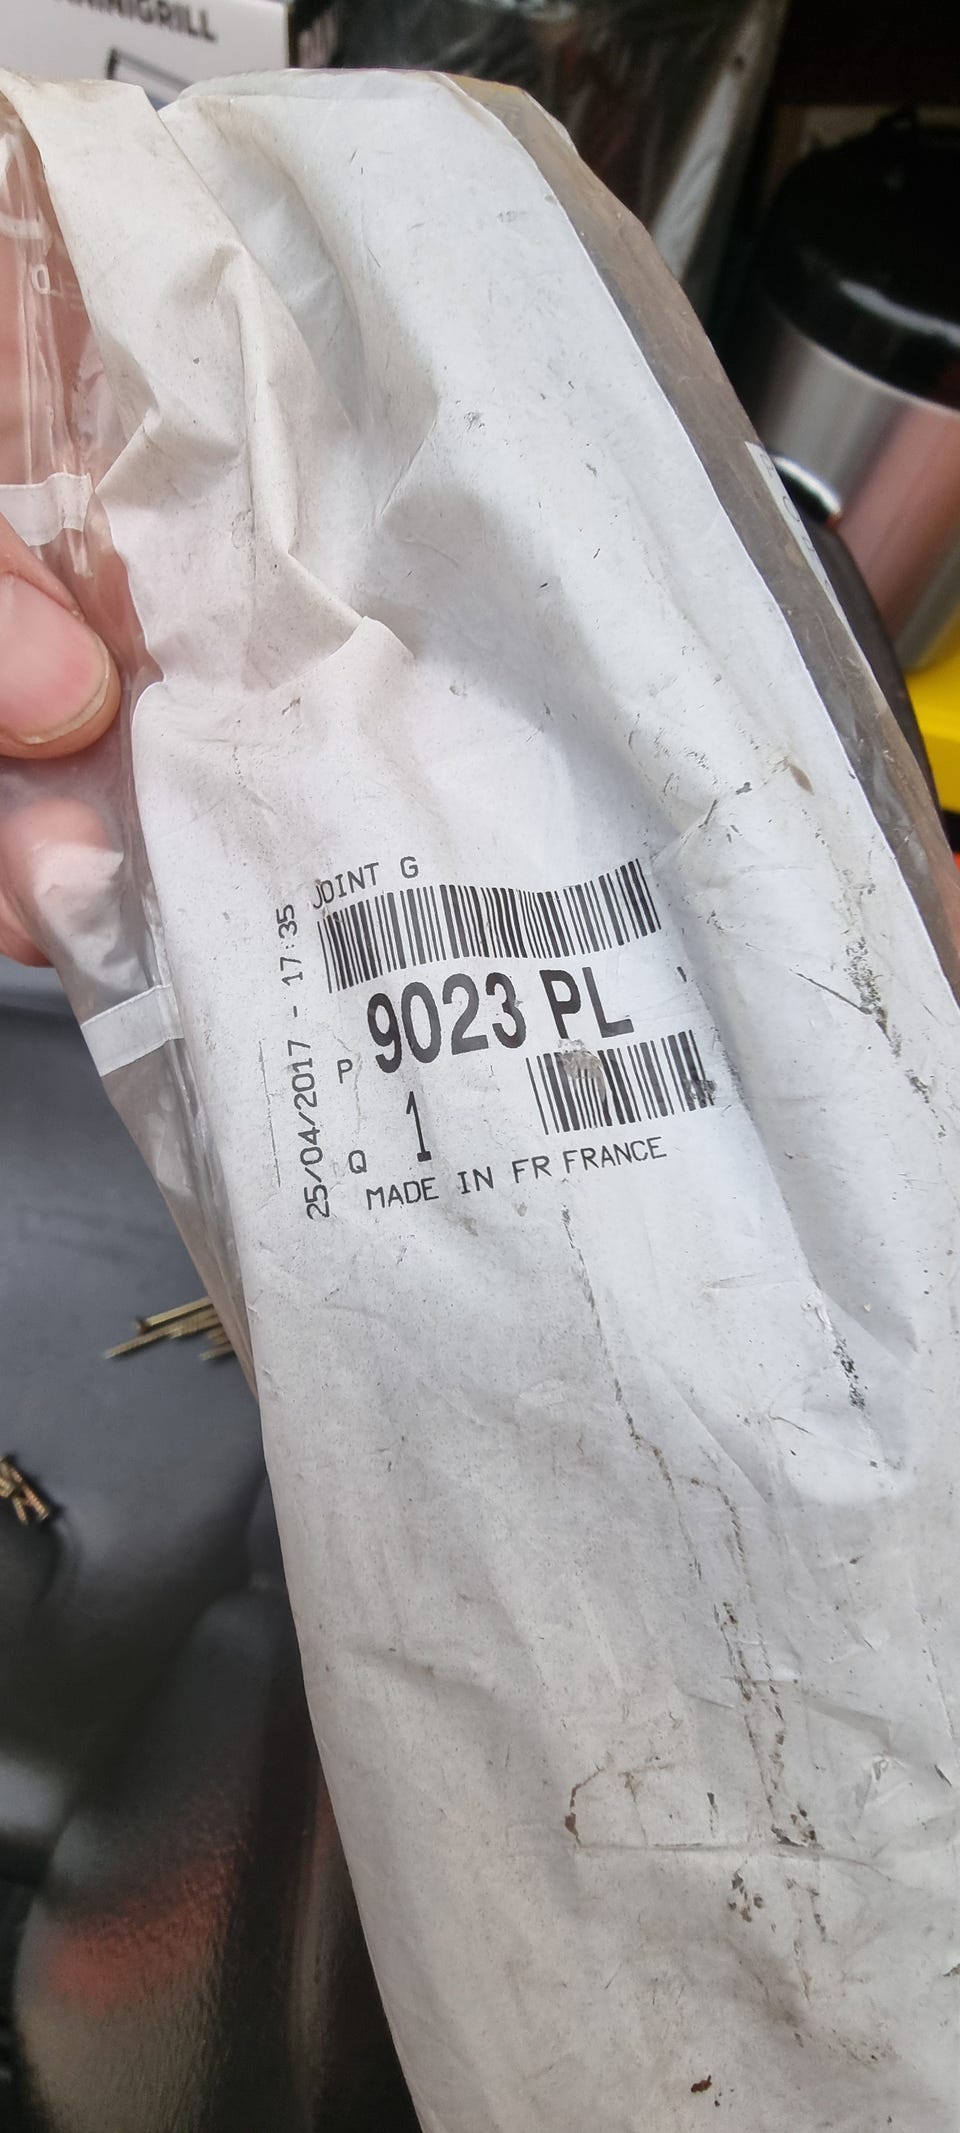 JOINT G
9023 PL
P
Q 1
MADE IN FR FRANCE
25/04/2017 - 17:35